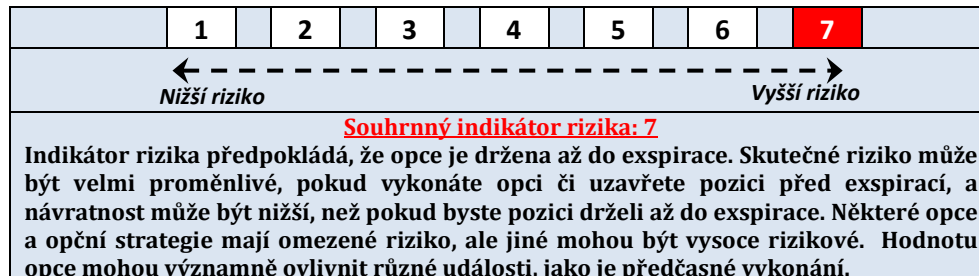 1 2 3 4 5 6 7
Nižší riziko Vyšší riziko
Souhrnný indikátor rizika: 7
Indikátor rizika předpokládá, že opce je držena až do exspirace. Skutečné riziko může
být velmi proměnlivé, pokud vykonáte opci či uzavřete pozici před exspirací, a
návratnost může být nižší, než pokud byste pozici drželi až do exspirace. Některé opce
a opční strategie mají omezené riziko, ale jiné mohou být vysoce rizikové. Hodnotu
opce mohou významně ovlivnit různé události, jako je předčasné vykonání.